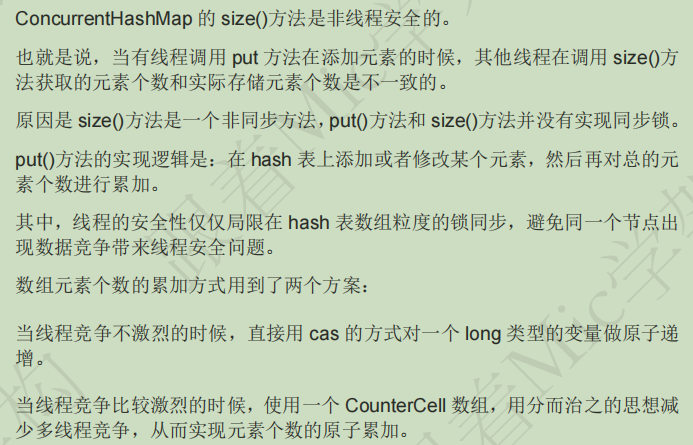 ConcurrentHashMap 的 size()方法是非线程安全的。
也就是说，当有线程调用 put 方法在添加元素的时候，其他线程在调用 size()方
法获取的元素个数和实际存储元素个数是不一致的。
原因是 size()方法是一个非同步方法，put()方法和 size()方法并没有实现同步锁。
put()方法的实现逻辑是：在 hash 表上添加或者修改某个元素，然后再对总的元
素个数进行累加。
其中，线程的安全性仅仅局限在 hash 表数组粒度的锁同步，避免同一个节点出
现数据竞争带来线程安全问题。
数组元素个数的累加方式用到了两个方案：
当线程竞争不激烈的时候，直接用 cas 的方式对一个 long 类型的变量做原子递
增。
当线程竞争比较激烈的时候，使用一个 CounterCell 数组，用分而治之的思想减
少多线程竞争，从而实现元素个数的原子累加。